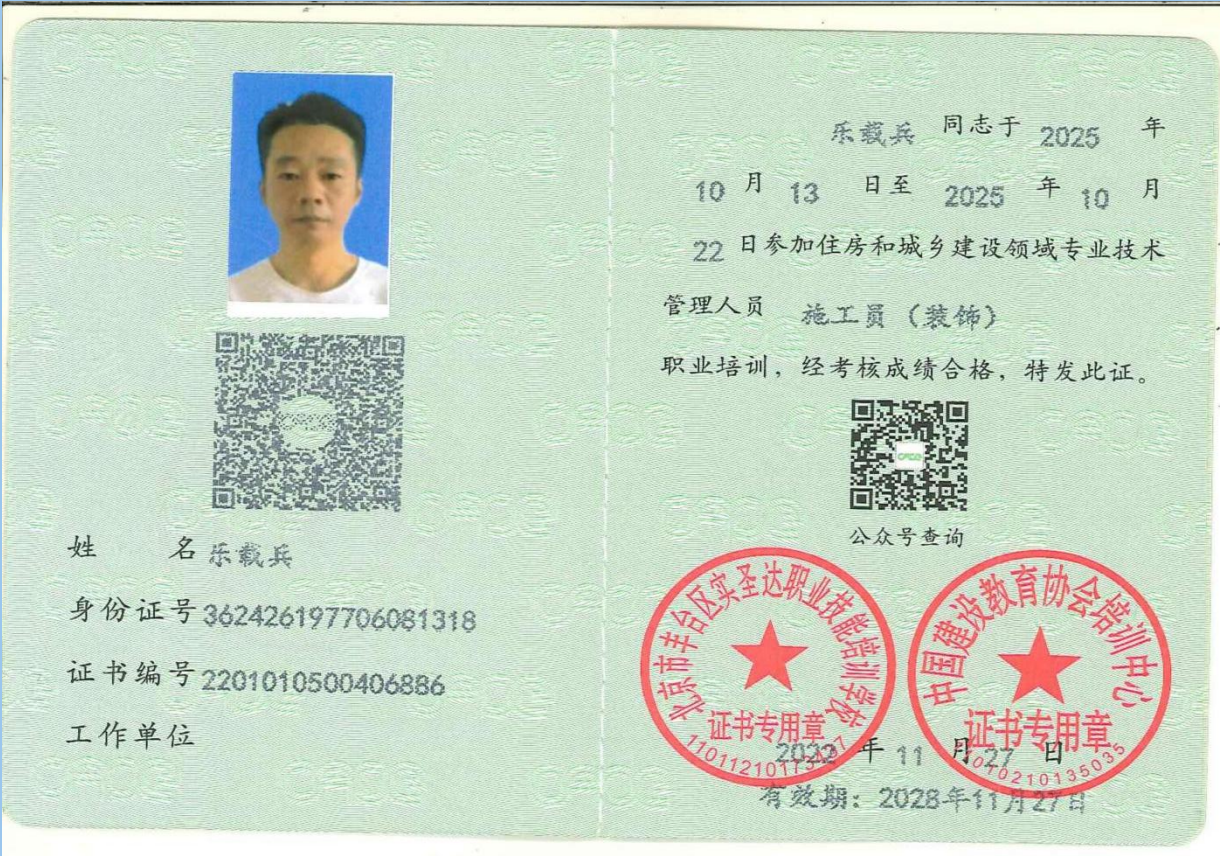 姓 名 乐载兵
身份证号 362426197706081318
证书编号 2201010500406886
工作单位
乐载兵 同志于 2025 年
10 月 13 日至 2025 年 10 月
22 日参加住房和城乡建设领域专业技术
管理人员 施工员（装饰）
职业培训，经考核成绩合格，特发此证。
CECE
公众号查询
北京市丰台区实圣达职业技能培训学校
证书专用章
中国建设教育协会培训中心
证书专用章
年 11 月 27 日
有效期：2028年11月27日